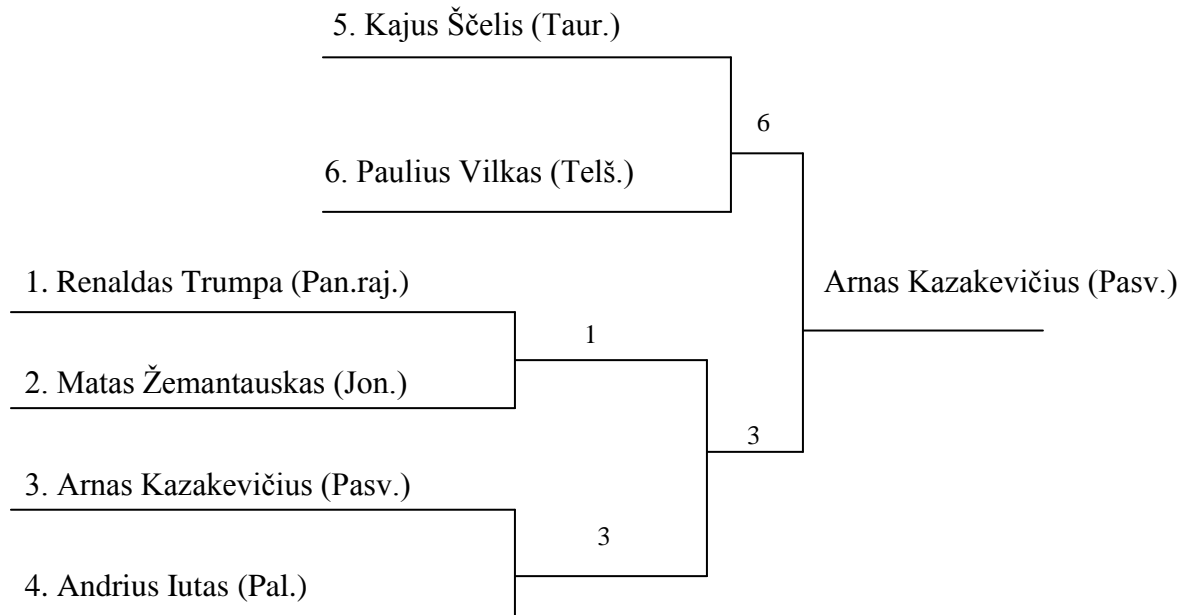 5. Kajus Ščelis (Taur.)
6
6. Paulius Vilkas (Telš.)
1. Renaldas Trumpa (Pan.raj.)
Arnas Kazakevičius (Pasv.)
1
2. Matas Žemantauskas (Jon.)
3
3. Arnas Kazakevičius (Pasv.)
3
4. Andrius Iutas (Pal.)